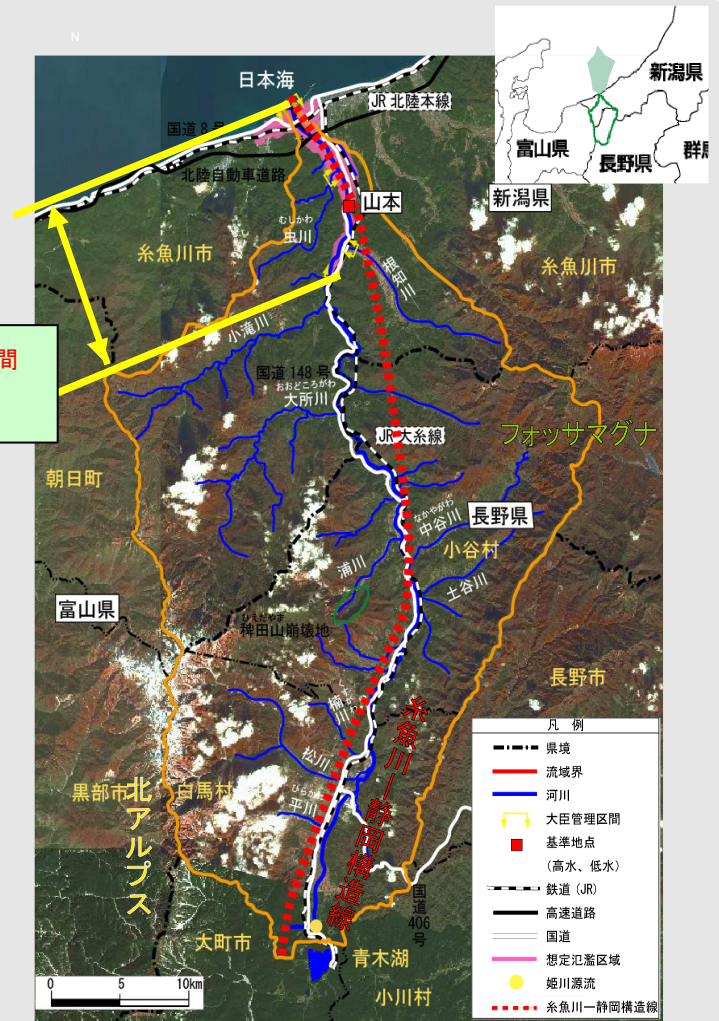 N
日本海
JR 北陸本線
国道8号
北陸自動車道路
山本
新潟県
むしかわ
虫川
糸魚川市
根知川
糸魚川市
間
小滝川
国道148号
おおどころがわ
大所川
JR 大糸線
フォッサマグナ
朝日町
なかやがわ
中谷川
長野県
小谷村
浦川
土谷川
富山県
ひえだやま
稗田山崩壊地
長野市
楠川
松川
ひらかわ
平川
糸魚川ー静岡構造線
黒部市
白馬村
北アルプス
国道406号
大町市
青木湖
小川村
0 5 10km
新潟県
富山県
長野県
群馬
凡 例
県境
流域界
河川
大臣管理区間
基準地点
(高水、低水)
鉄道(JR)
高速道路
国道
想定氾濫区域
姫川源流
糸魚川ー静岡構造線